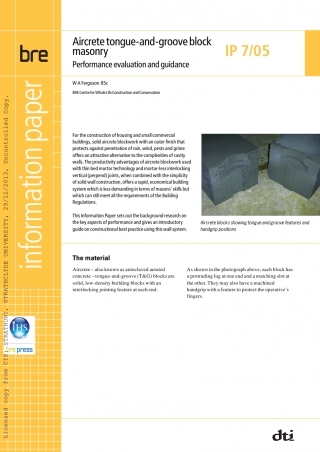 bre
Aircrete tongue-and-groove block
masonry
Performance evaluation and guidance
IP 7/05
W A Ferguson BSc
BRE Centre for Whole Life Construction and Conservation
information paper
For the construction of housing and small commercial
buildings, solid aircrete blockwork with an outer finish that
protects against penetration of rain, wind, pests and grime
offers an attractive alternative to the complexities of cavity
walls. The productivity advantages of aircrete blockwork used
with thin bed mortar technology and mortar-less interlocking
vertical (perpend) joints, when combined with the simplicity
of solid wall construction, offers a rapid, economical building
system which is less demanding in terms of masons' skills but
which can still meet all the requirements of the Building
Regulations.
This Information Paper sets out the background research on
the key aspects of performance and gives an introductory
guide on constructional best practice using this wall system.
Aircrete blocks showing tongue and groove features and
handgrip positions
The material
Aircrete – also known as autoclaved aerated
concrete – tongue-and-groove (T&G) blocks are
solid, low-density building blocks with an
interlocking jointing feature at each end.
As shown in the photograph above, each block has
a protruding lug at one end and a matching slot at
the other. They may also have a machined
handgrip with a feature to protect the operative's
fingers.
IHS
bre press
dti
Licensed copy from CIS: STRATHUNI, STRATHCLYDE UNIVERSITY, 29/12/2013, Uncontrolled Copy.